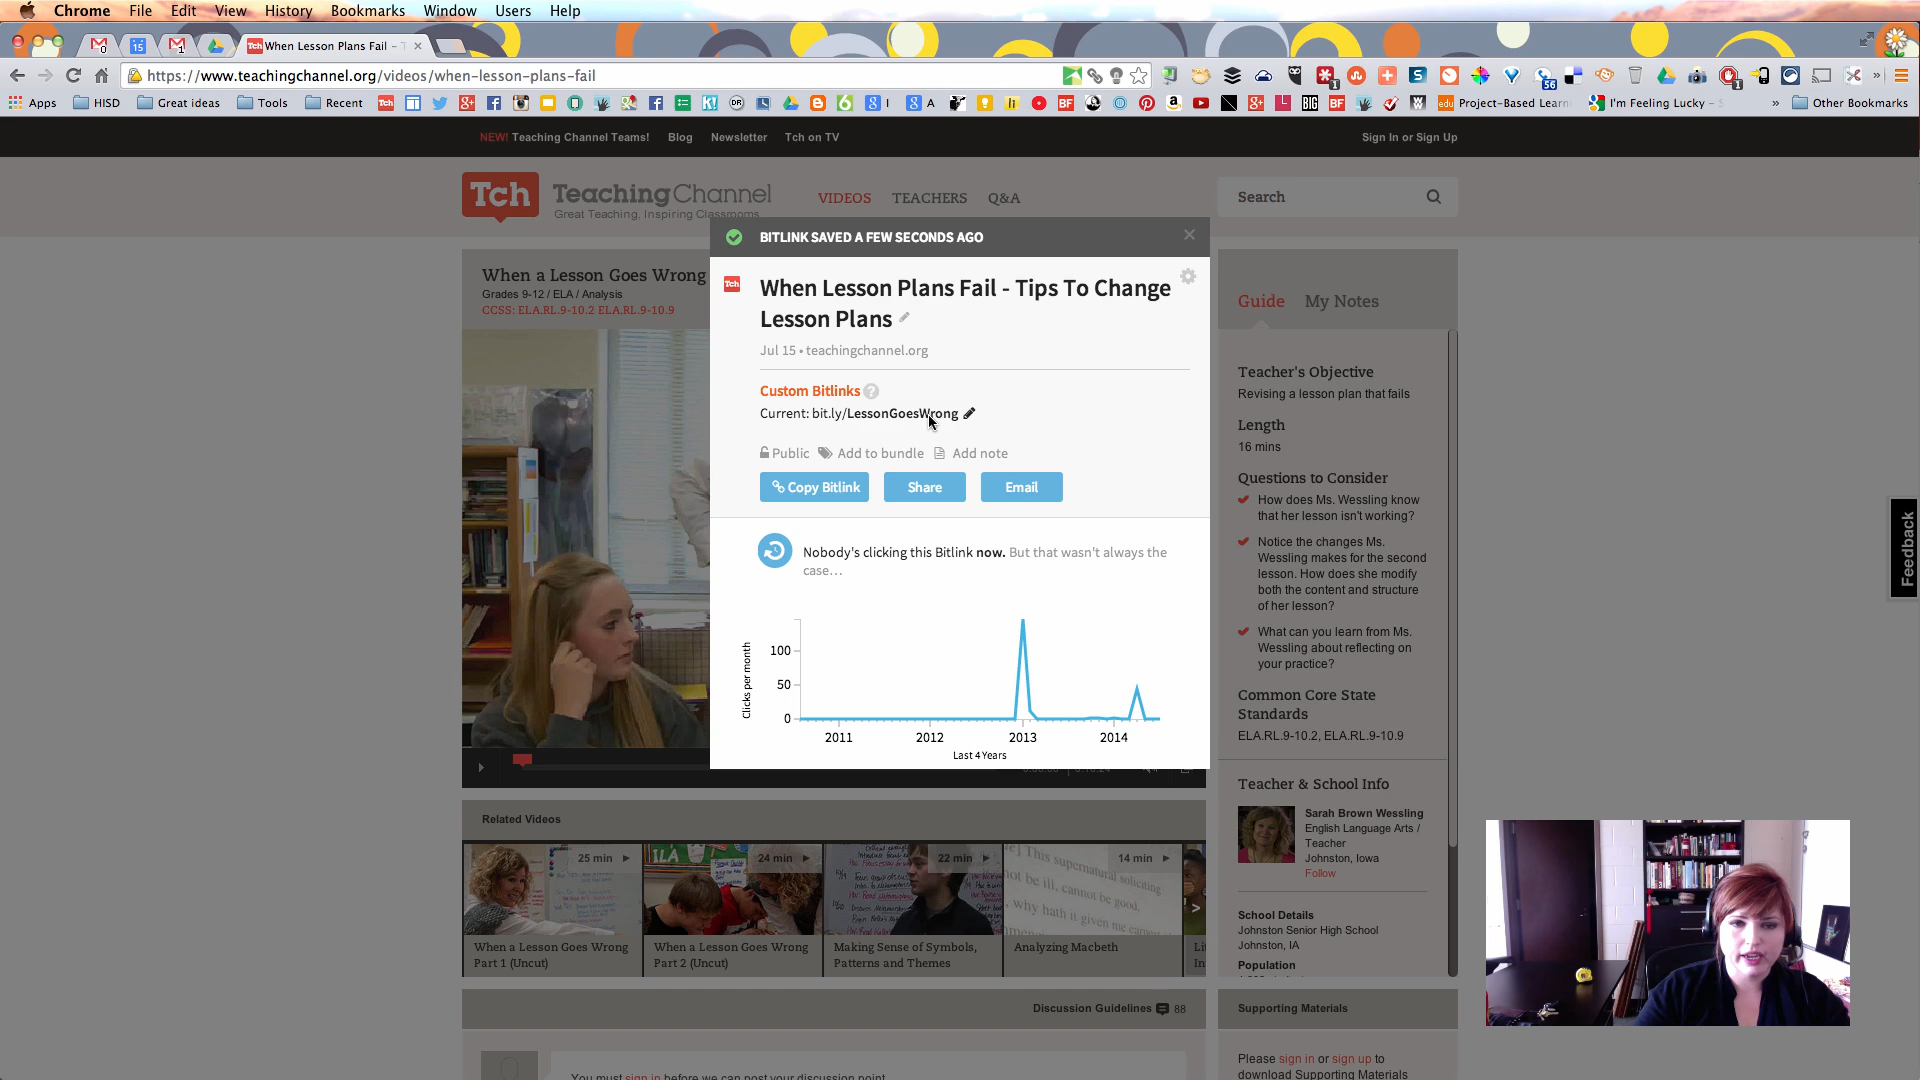 Chrome File Edit View History Bookmarks Window Users Help
When Lesson Plans Fail - T
https://www.teachingchannel.org/videos/when-lesson-plans-fail
Apps HISD Great ideas Tools Recent Project-Based Learn I'm Feeling Lucky - » Other Bookmarks
NEW! Teaching Channel Teams! Blog Newsletter Tch on TV Sign In or Sign Up
Tch TeachingChannel
Great Teaching, Inspiring Classrooms
VIDEOS TEACHERS Q&A
Search
BITLINK SAVED A FEW SECONDS AGO
When a Lesson Goes Wrong
Grades 9-12 / ELA / Analysis
CCSS: ELA.RL.9-10.2 ELA.RL.9-10.9
Tch
When Lesson Plans Fail - Tips To Change
Lesson Plans
Jul 15 • teachingchannel.org
Custom Bitlinks ?
Current: bit.ly/LessonGoesWrong
Public Add to bundle Add note
Copy Bitlink Share Email
Nobody's clicking this Bitlink now. But that wasn't always the
case...
Clicks per month
100
50
0
2011 2012 2013 2014
Last 4 Years
Guide My Notes
Teacher's Objective
Revising a lesson plan that fails
Length
16 mins
Questions to Consider
How does Ms. Wessling know
that her lesson isn't working?
Notice the changes Ms.
Wessling makes for the second
lesson. How does she modify
both the content and structure
of her lesson?
What can you learn from Ms.
Wessling about reflecting on
your practice?
Common Core State
Standards
ELA.RL.9-10.2, ELA.RL.9-10.9
Teacher & School Info
Sarah Brown Wessling
English Language Arts /
Teacher
Johnston, Iowa
Follow
School Details
Johnston Senior High School
Johnston, IA
Population
Feedback
Related Videos
25 min
When a Lesson Goes Wrong
Part 1 (Uncut)
24 min
When a Lesson Goes Wrong
Part 2 (Uncut)
22 min
Making Sense of Symbols,
Patterns and Themes
14 min
Analyzing Macbeth
Discussion Guidelines 88
You must sign in before we can post your discussion point
Supporting Materials
Please sign in or sign up to
download Supporting Materials